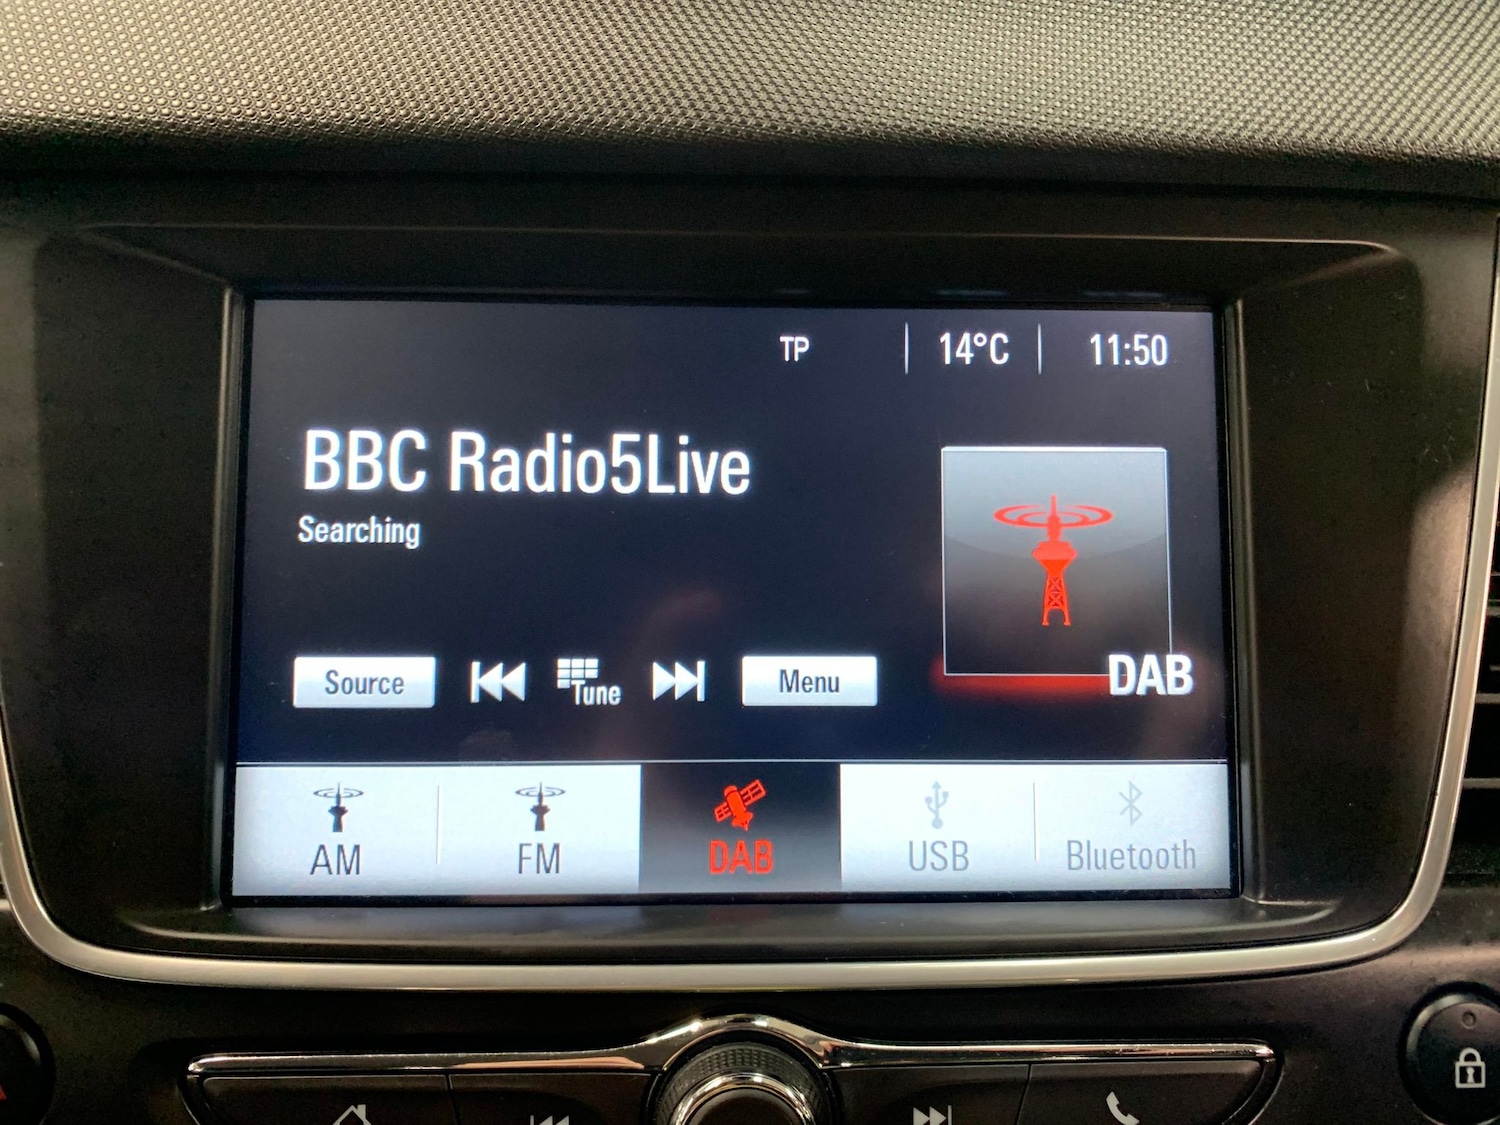 TP 14°C 11:50
BBC Radio5Live
Searching
Source Tune Menu
DAB
AM FM DAB USB Bluetooth